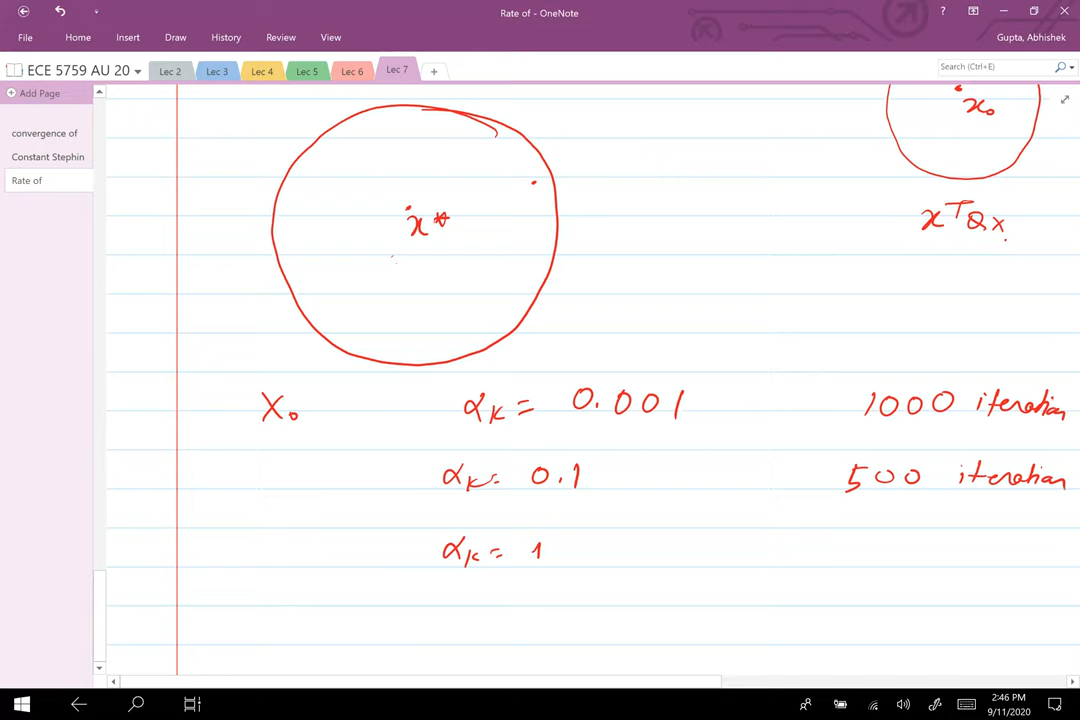 Rate of - OneNote
?
File Home Insert Draw History Review View
Gupta, Abhishek
ECE 5759 AU 20
Lec 2 Lec 3 Lec 4 Lec 5 Lec 6 Lec 7 +
Search (Ctrl+E)
Add Page
convergence of
Constant Stephin
Rate of
x₀
x*
xᵀQx
x₀ αₖ = 0.001 1000 iteration
αₖ = 0.1 500 iteration
αₖ = 1
2:46 PM
9/11/2020